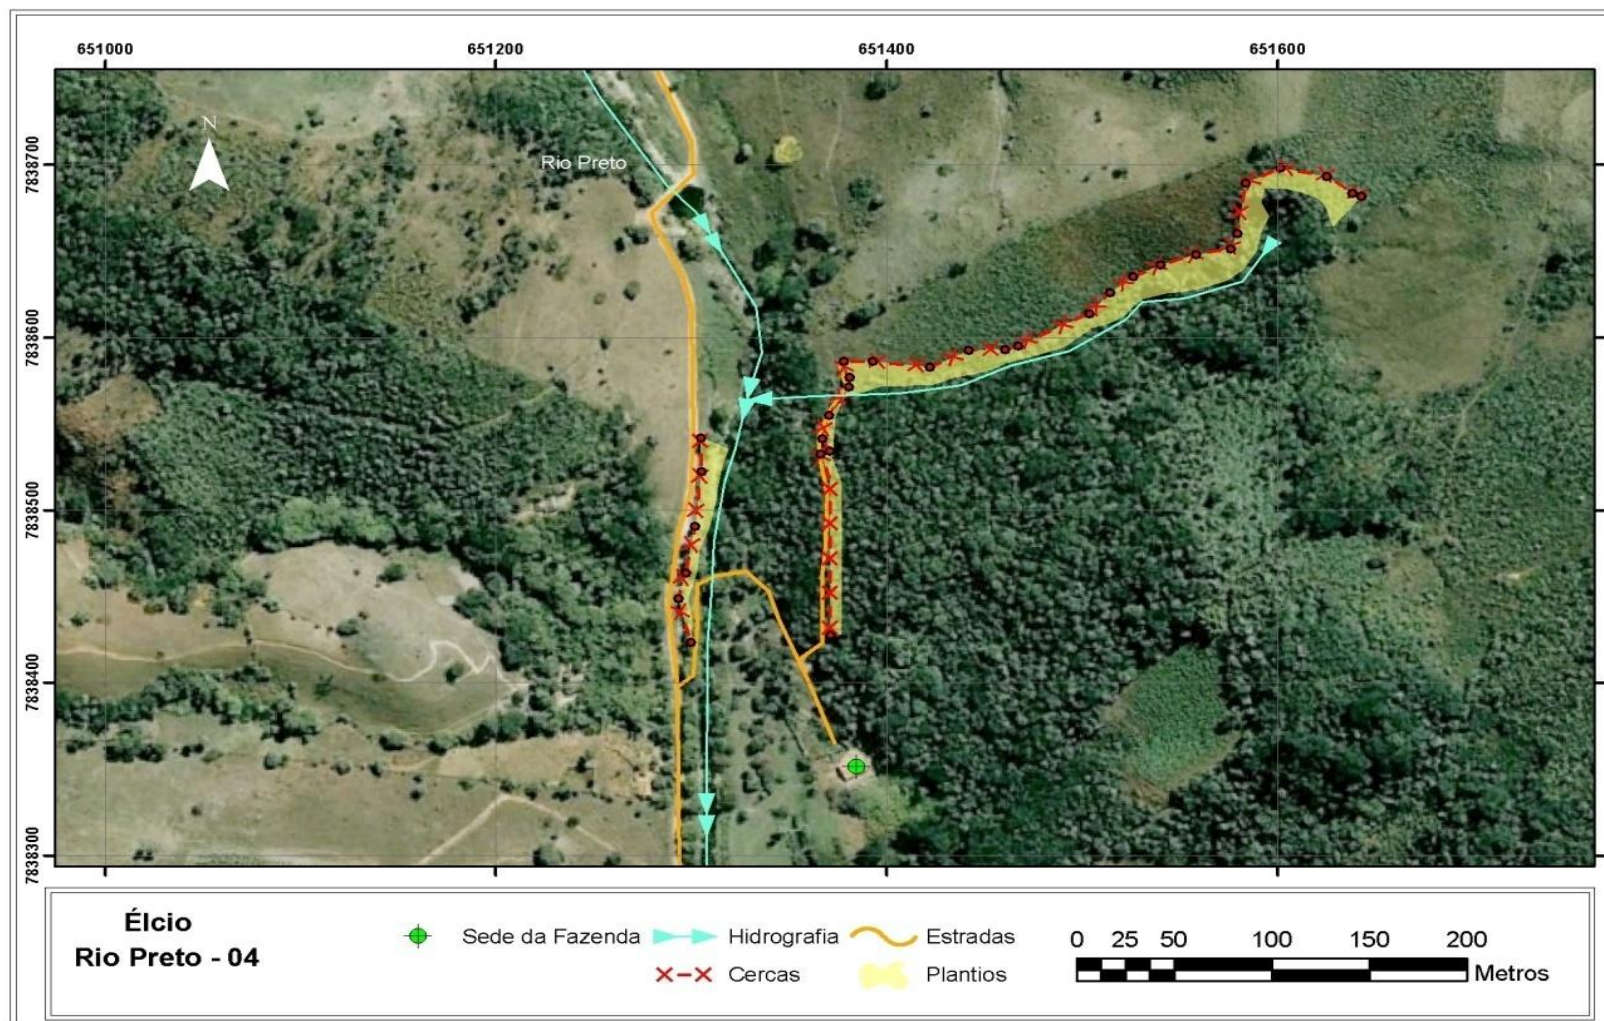 651000 651200 651400 651600
N
7838700
Rio Preto
7838600
7838500
7838400
7838300
Élcio
Rio Preto - 04
Sede da Fazenda Hidrografia Estradas
Cercas Plantios
0 25 50 100 150 200
Metros